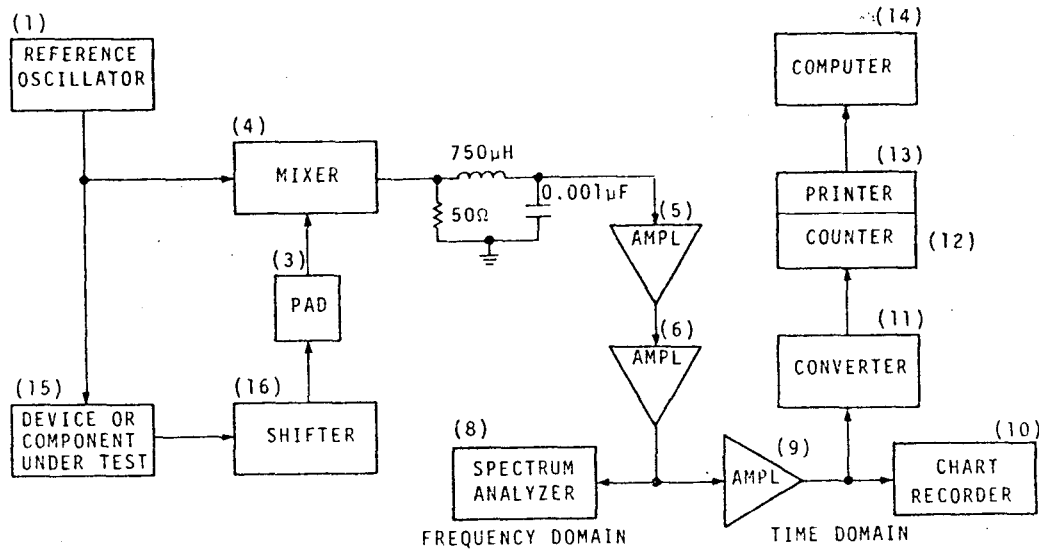 (1)
REFERENCE
OSCILLATOR
(4)
MIXER
750µH
0.001µF
50Ω
(3)
PAD
(15)
DEVICE OR
COMPONENT
UNDER TEST
(16)
SHIFTER
(5)
AMPL
(6)
AMPL
(8)
SPECTRUM
ANALYZER
FREQUENCY DOMAIN
(9)
AMPL
TIME DOMAIN
(10)
CHART
RECORDER
(11)
CONVERTER
(12)
COUNTER
(13)
PRINTER
(14)
COMPUTER